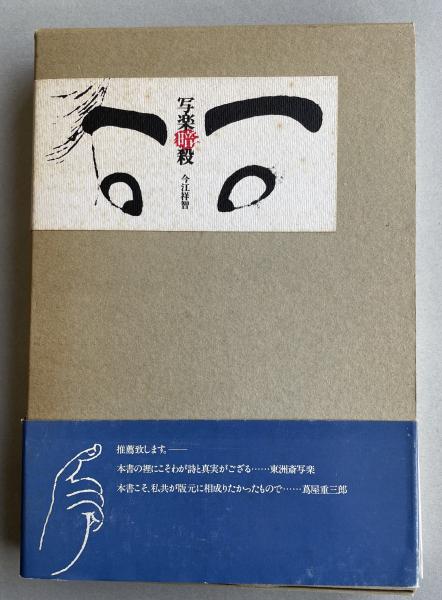 写楽暗殺
今江祥智
推薦致します。――
本書の裡にこそわが詩と真実がござる……東洲斎写楽
本書こそ、私共が版元に相成りたかったもので……蔦屋重三郎